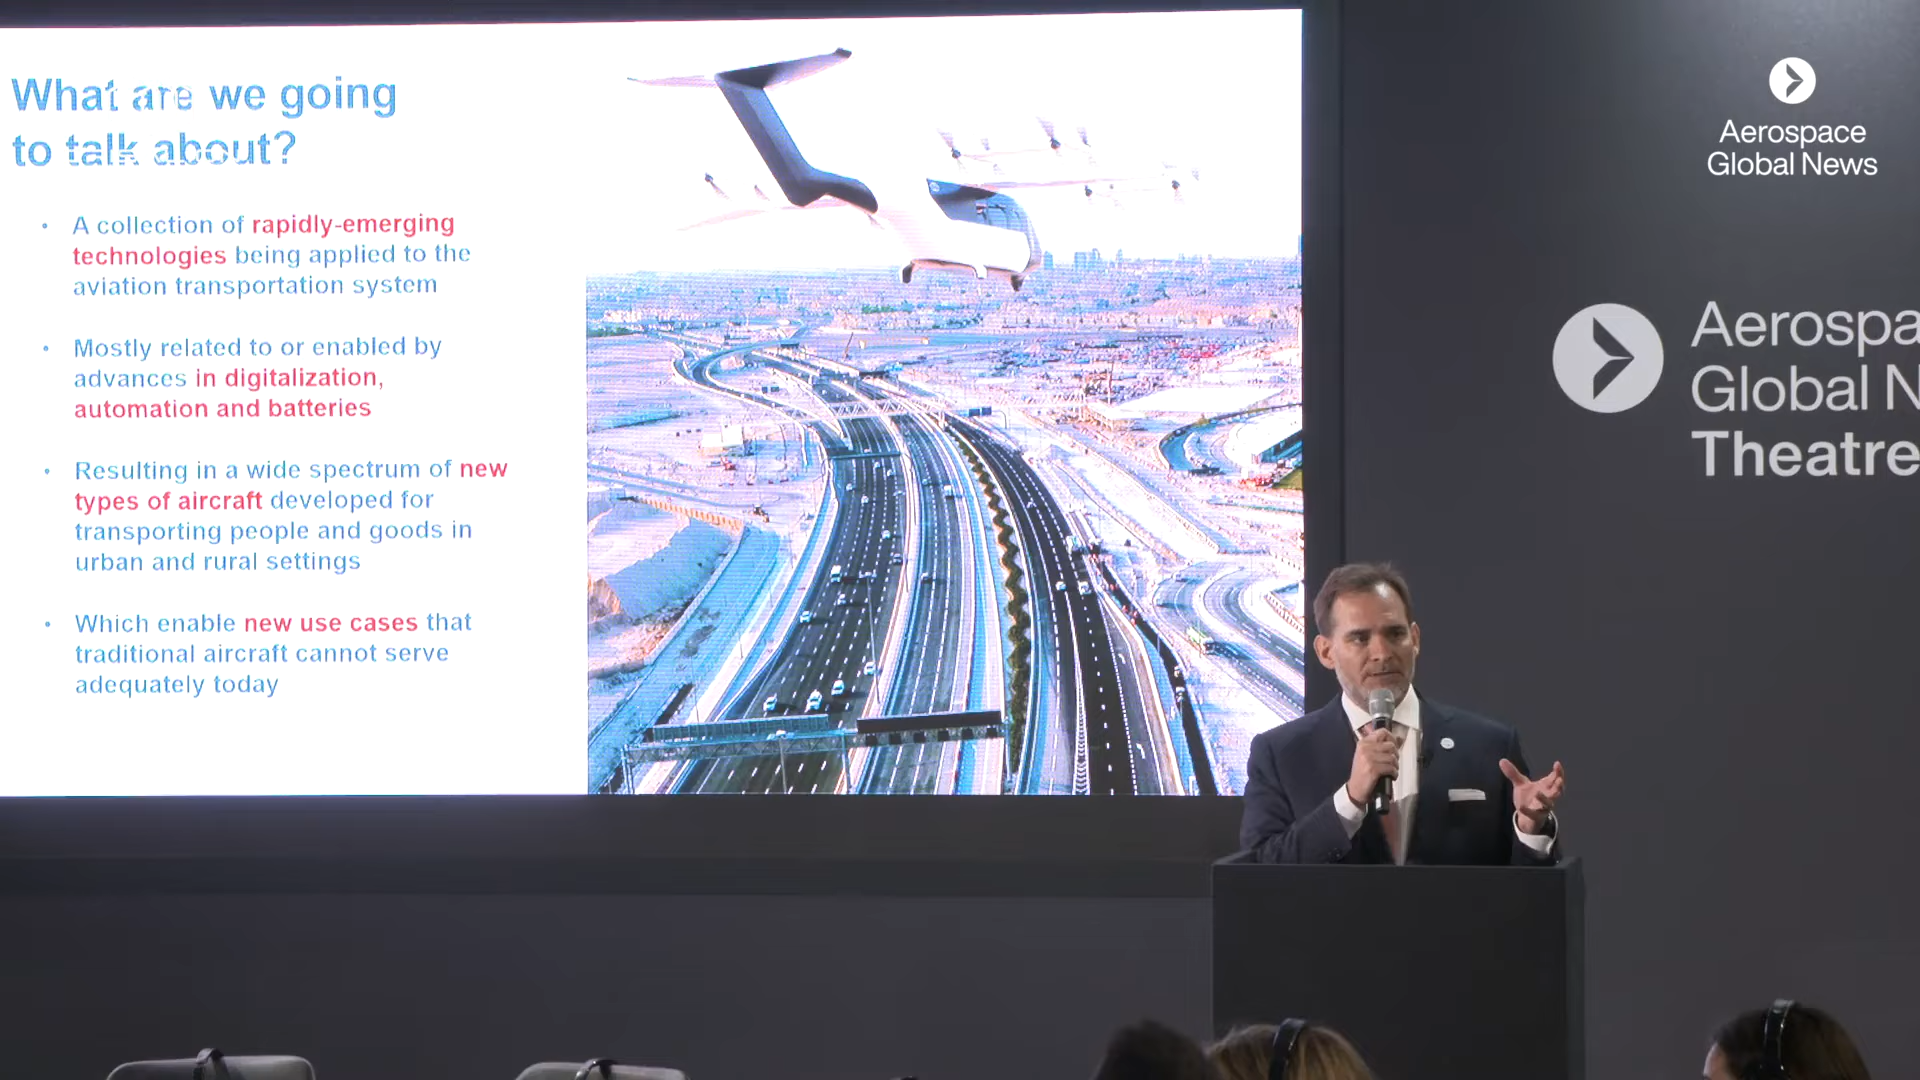 What are we going
to talk about?
• A collection of rapidly-emerging
technologies being applied to the
aviation transportation system
• Mostly related to or enabled by
advances in digitalization,
automation and batteries
• Resulting in a wide spectrum of new
types of aircraft developed for
transporting people and goods in
urban and rural settings
• Which enable new use cases that
traditional aircraft cannot serve
adequately today
Aerospace
Global News
Aerospa
Global N
Theatre